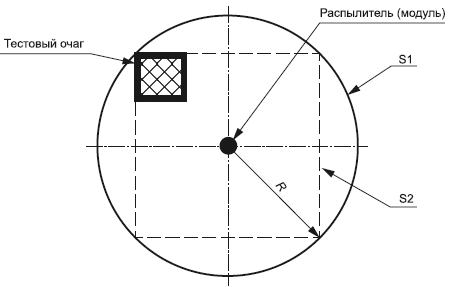 Распылитель (модуль)
Тестовый очаг
S1
R
S2